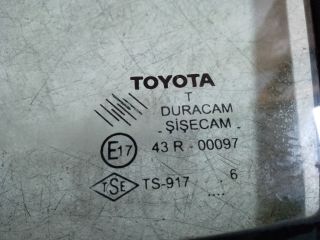 TOYOTA
T
DURACAM
- ŞİŞECAM -
E17 43 R - 00097
TSE TS-917 .... 6